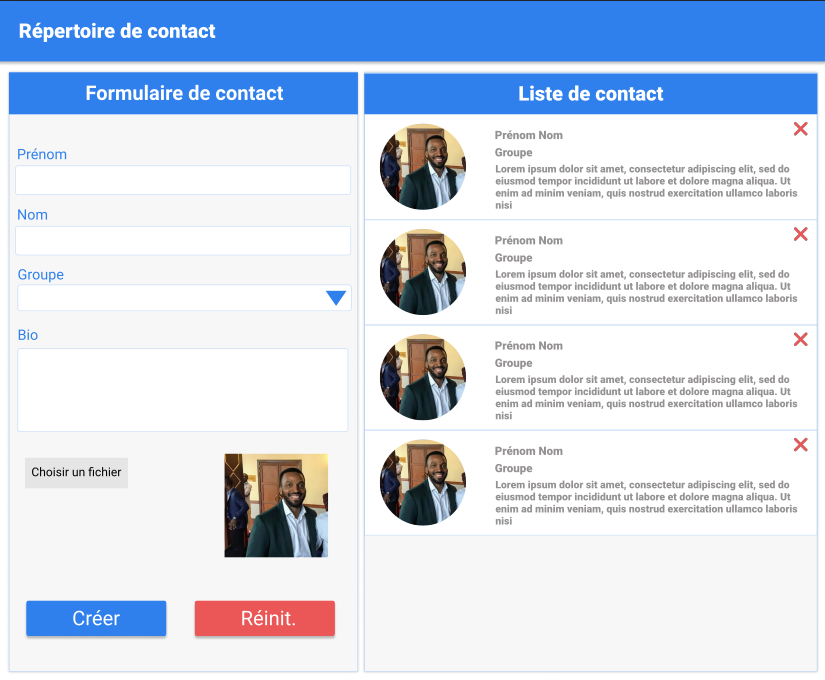 Répertoire de contact
Formulaire de contact
Prénom
Nom
Groupe
Bio
Choisir un fichier
Créer
Réinit.
Liste de contact
Prénom Nom
Groupe
Lorem ipsum dolor sit amet, consectetur adipiscing elit, sed do
eiusmod tempor incididunt ut labore et dolore magna aliqua. Ut
enim ad minim veniam, quis nostrud exercitation ullamco laboris
nisi
Prénom Nom
Groupe
Lorem ipsum dolor sit amet, consectetur adipiscing elit, sed do
eiusmod tempor incididunt ut labore et dolore magna aliqua. Ut
enim ad minim veniam, quis nostrud exercitation ullamco laboris
nisi
Prénom Nom
Groupe
Lorem ipsum dolor sit amet, consectetur adipiscing elit, sed do
eiusmod tempor incididunt ut labore et dolore magna aliqua. Ut
enim ad minim veniam, quis nostrud exercitation ullamco laboris
nisi
Prénom Nom
Groupe
Lorem ipsum dolor sit amet, consectetur adipiscing elit, sed do
eiusmod tempor incididunt ut labore et dolore magna aliqua. Ut
enim ad minim veniam, quis nostrud exercitation ullamco laboris
nisi